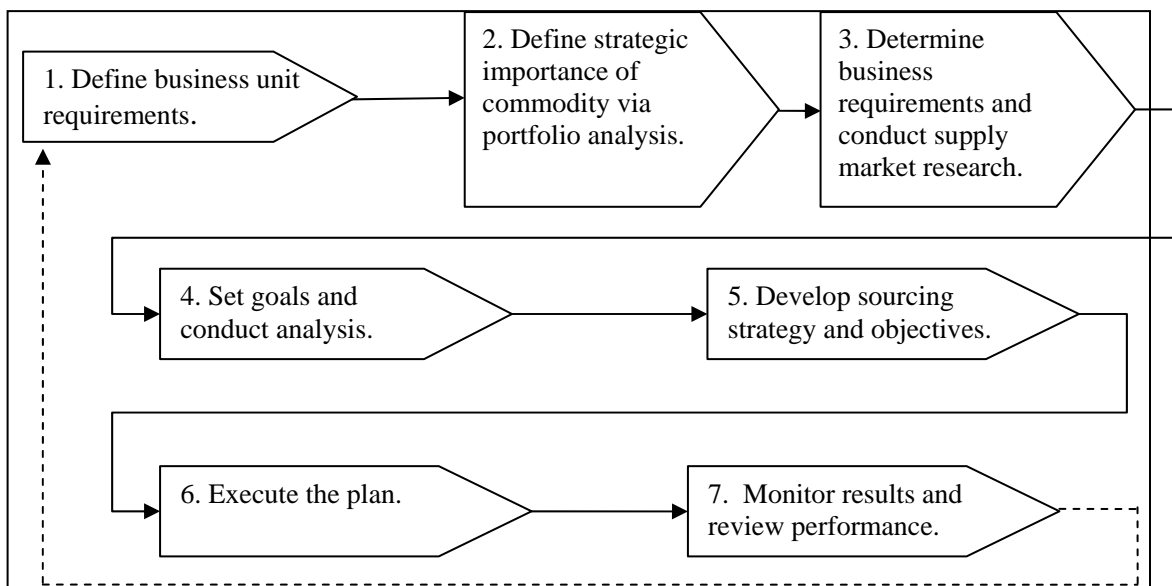 1. Define business unit
requirements.
2. Define strategic
importance of
commodity via
portfolio analysis.
3. Determine
business
requirements and
conduct supply
market research.
4. Set goals and
conduct analysis.
5. Develop sourcing
strategy and objectives.
6. Execute the plan.
7.  Monitor results and
review performance.